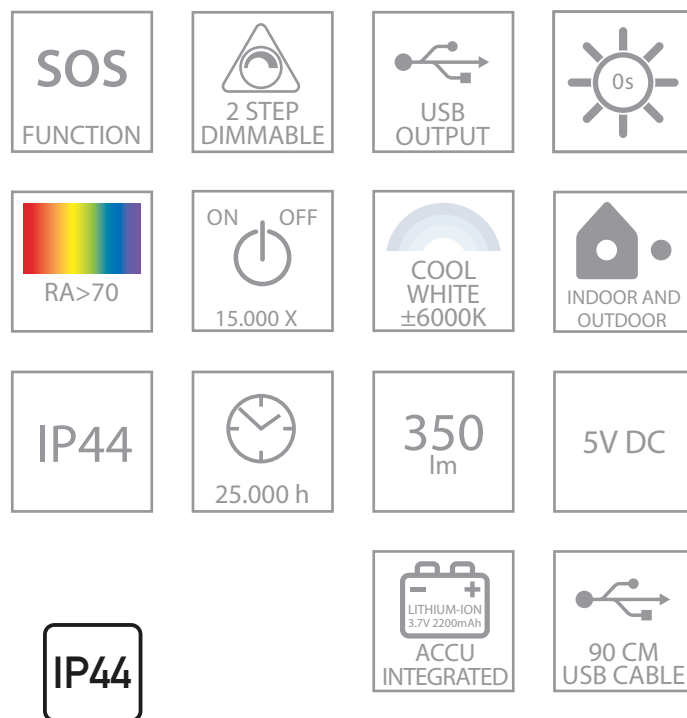 SOS
FUNCTION
2 STEP
DIMMABLE
USB
OUTPUT
0s
RA>70
ON OFF
15.000 X
COOL
WHITE
±6000K
INDOOR AND
OUTDOOR
IP44
25.000 h
350
lm
5V DC
LITHIUM-ION
3.7V 2200mAh
ACCU
INTEGRATED
90 CM
USB CABLE
IP44